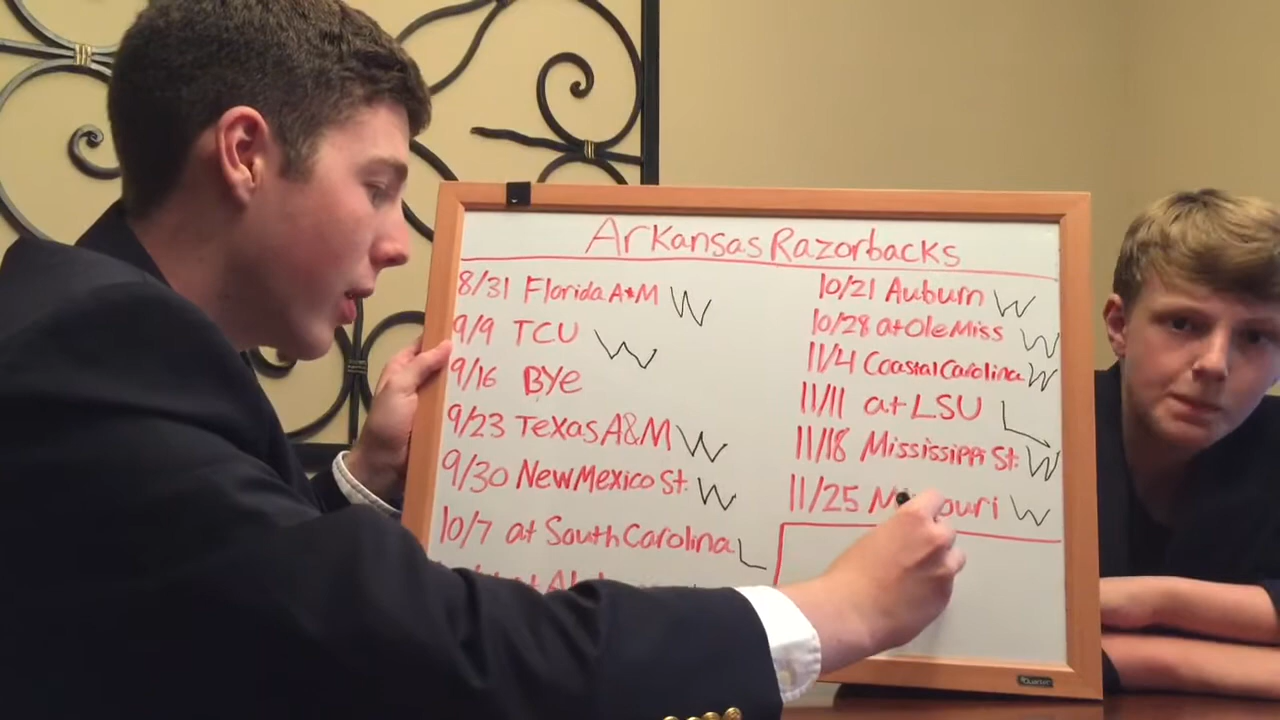 Arkansas Razorbacks
8/31 Florida A&M W
9/9 TCU W
9/16 BYE
9/23 Texas A&M W
9/30 New Mexico St. W
10/7 at South Carolina L
10/21 Auburn W
10/28 at Ole Miss W
11/4 Coastal Carolina W
11/11 at LSU L
11/18 Mississippi St. W
11/25 W
Quartet